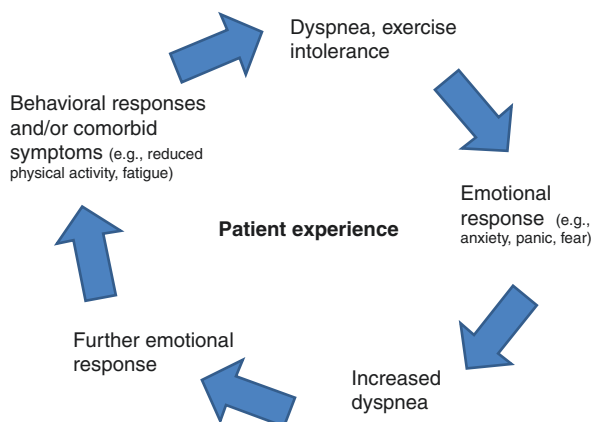 Dyspnea, exercise
intolerance
Emotional
response (e.g.,
anxiety, panic, fear)
Increased
dyspnea
Further emotional
response
Behavioral responses
and/or comorbid
symptoms (e.g., reduced
physical activity, fatigue)
Patient experience